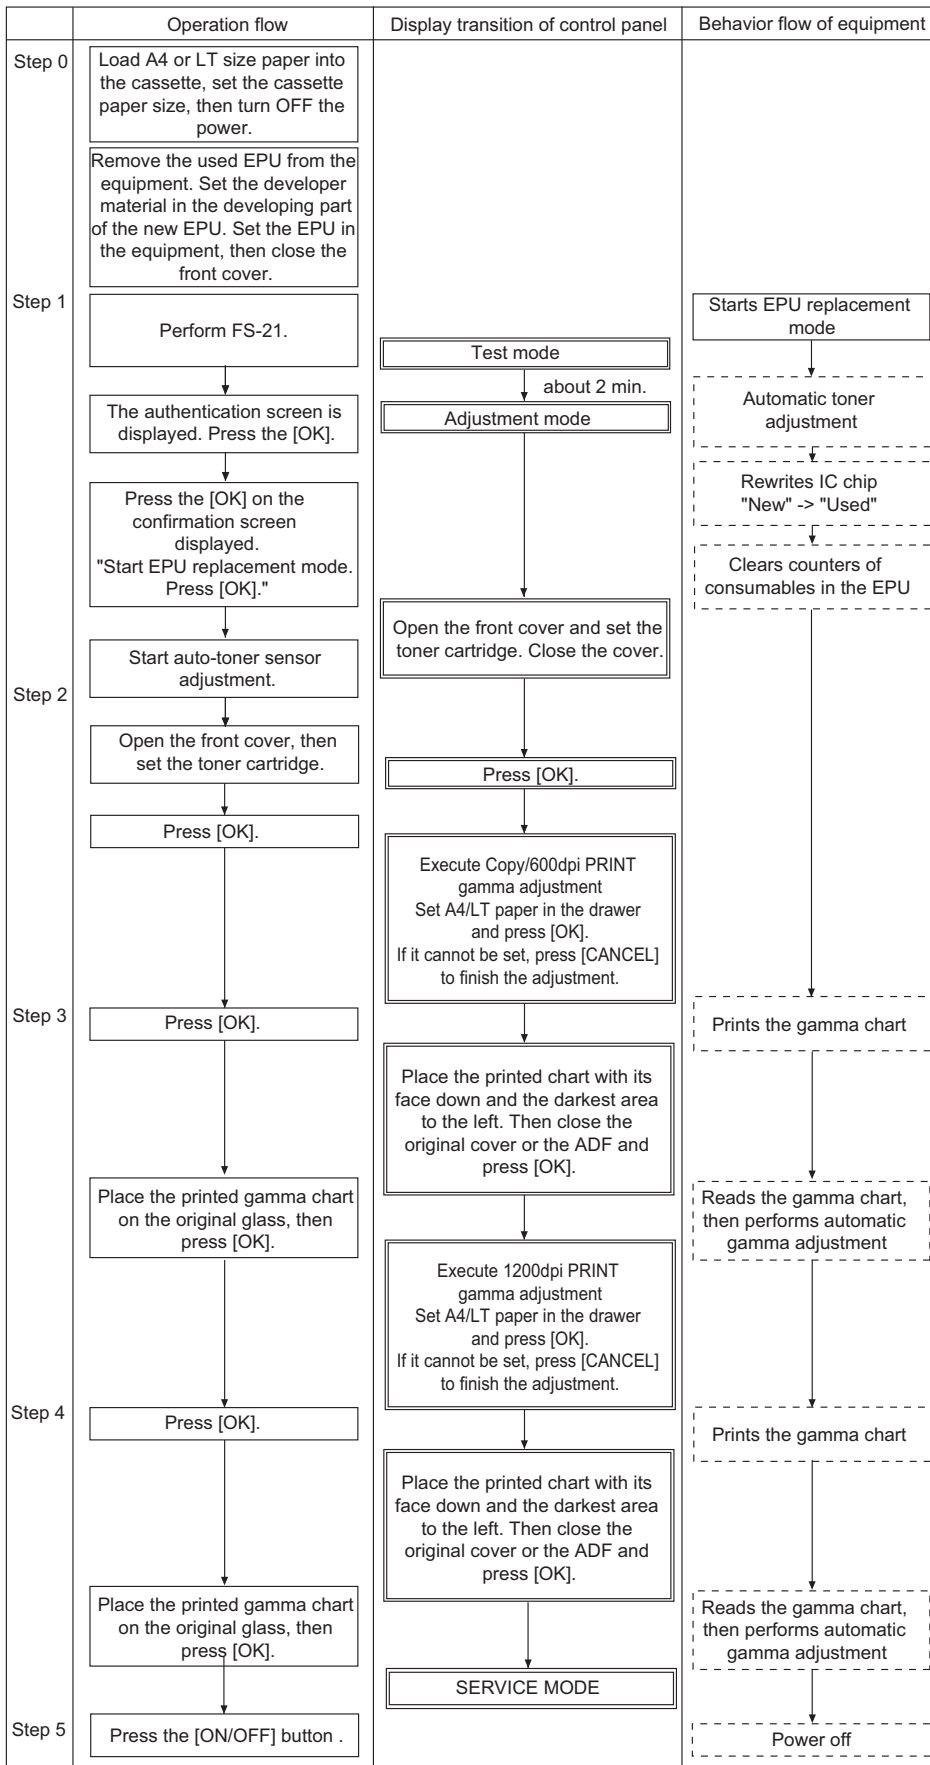 Operation flow
Display transition of control panel
Behavior flow of equipment
Step 0
Load A4 or LT size paper into
the cassette, set the cassette
paper size, then turn OFF the
power.
Remove the used EPU from the
equipment. Set the developer
material in the developing part
of the new EPU. Set the EPU in
the equipment, then close the
front cover.
Step 1
Perform FS-21.
The authentication screen is
displayed. Press the [OK].
Press the [OK] on the
confirmation screen
displayed.
"Start EPU replacement mode.
Press [OK]."
Start auto-toner sensor
adjustment.
Test mode
about 2 min.
Adjustment mode
Open the front cover and set the
toner cartridge. Close the cover.
Starts EPU replacement
mode
Automatic toner
adjustment
Rewrites IC chip
"New" -> "Used"
Clears counters of
consumables in the EPU
Step 2
Open the front cover, then
set the toner cartridge.
Press [OK].
Press [OK].
Execute Copy/600dpi PRINT
gamma adjustment
Set A4/LT paper in the drawer
and press [OK].
If it cannot be set, press [CANCEL]
to finish the adjustment.
Step 3
Press [OK].
Place the printed gamma chart
on the original glass, then
press [OK].
Place the printed chart with its
face down and the darkest area
to the left. Then close the
original cover or the ADF and
press [OK].
Execute 1200dpi PRINT
gamma adjustment
Set A4/LT paper in the drawer
and press [OK].
If it cannot be set, press [CANCEL]
to finish the adjustment.
Prints the gamma chart
Reads the gamma chart,
then performs automatic
gamma adjustment
Step 4
Press [OK].
Place the printed gamma chart
on the original glass, then
press [OK].
Place the printed chart with its
face down and the darkest area
to the left. Then close the
original cover or the ADF and
press [OK].
SERVICE MODE
Prints the gamma chart
Reads the gamma chart,
then performs automatic
gamma adjustment
Step 5
Press the [ON/OFF] button .
Power off